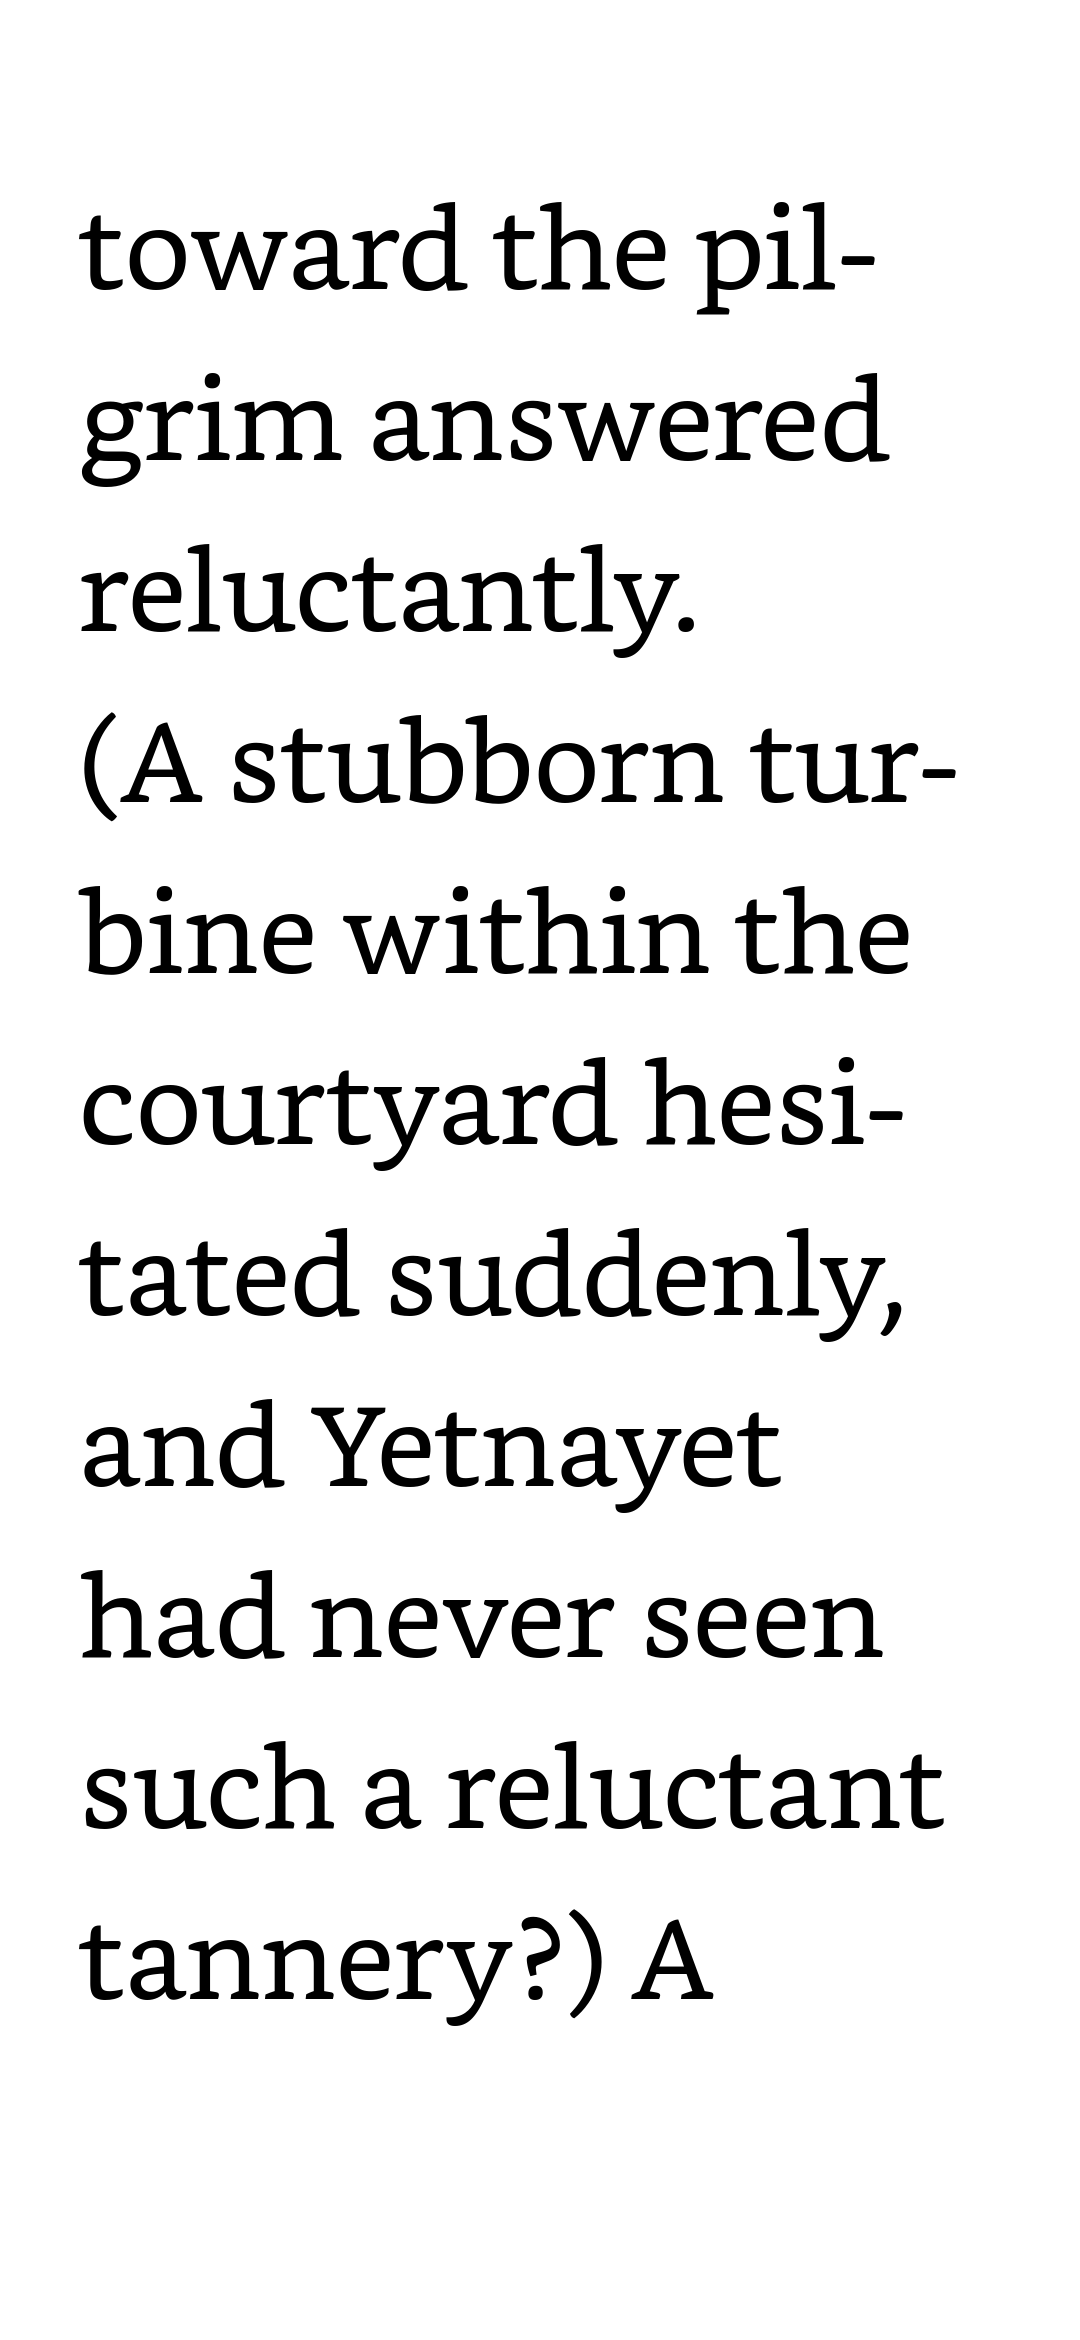 toward the pil-
grim answered
reluctantly.
(A stubborn tur-
bine within the
courtyard hesi-
tated suddenly,
and Yetnayet
had never seen
such a reluctant
tannery?) A